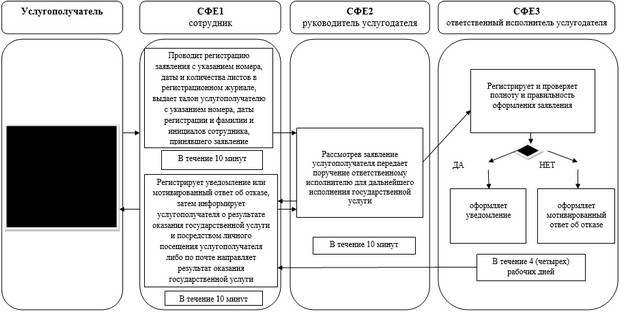 Услугополучатель
СФЕ1
сотрудник
СФЕ2
руководитель услугодателя
СФЕ3
ответственный исполнитель услугодателя
Проводит регистрацию
заявления с указанием номера,
даты и количества листов в
регистрационном журнале,
выдает талон услугополучателю
с указанием номера, даты
регистрации и фамилии и
инициалов сотрудника,
принявшего заявление
В течение 10 минут
Регистрирует уведомление или
мотивированный ответ об отказе,
затем информирует
услугополучателя о результате
оказания государственной услуги
и посредством личного
посещения услугополучателя
либо по почте направляет
результат оказания
государственной услуги
В течение 10 минут
Рассмотрев заявление
услугополучателя передает
поручение ответственному
исполнителю для дальнейшего
исполнения государственной
услуги
В течение 10 минут
Регистрирует и проверяет
полноту и правильность
оформления заявления
ДА
НЕТ
оформляет
уведомление
оформляет
мотивированный
ответ об отказе
В течение 4 (четырех)
рабочих дней